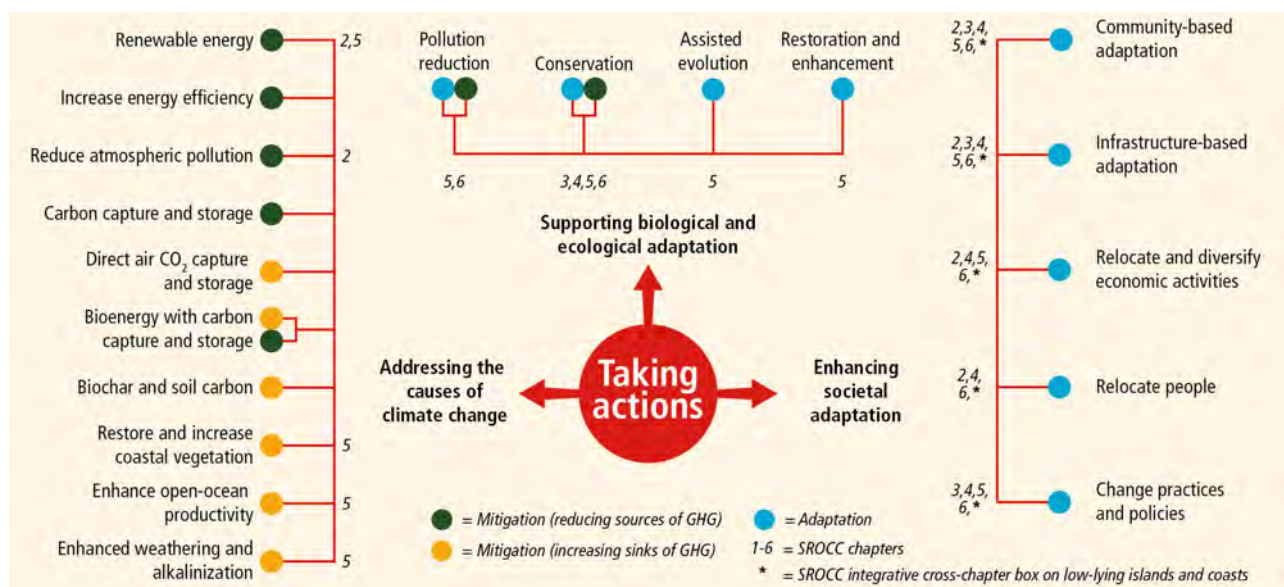 Renewable energy
2,5
Increase energy efficiency
Reduce atmospheric pollution
2
Carbon capture and storage
Direct air CO₂ capture
and storage
Bioenergy with carbon
capture and storage
Biochar and soil carbon
Restore and increase
coastal vegetation
5
Enhance open-ocean
productivity
5
Enhanced weathering and
alkalinization
5
Pollution
reduction
Conservation
Assisted
evolution
Restoration and
enhancement
5,6
3,4,5,6
5
5
Supporting biological and
ecological adaptation
Addressing the
causes of
climate change
Taking
actions
Enhancing
societal
adaptation
2,3,4,
5,6,*
Community-based
adaptation
2,3,4,
5,6,*
Infrastructure-based
adaptation
2,4,5,
6,*
Relocate and diversify
economic activities
2,4,
6,*
Relocate people
3,4,5,
6,*
Change practices
and policies
= Mitigation (reducing sources of GHG)
= Mitigation (increasing sinks of GHG)
= Adaptation
1-6 = SROCC chapters
* = SROCC integrative cross-chapter box on low-lying islands and coasts